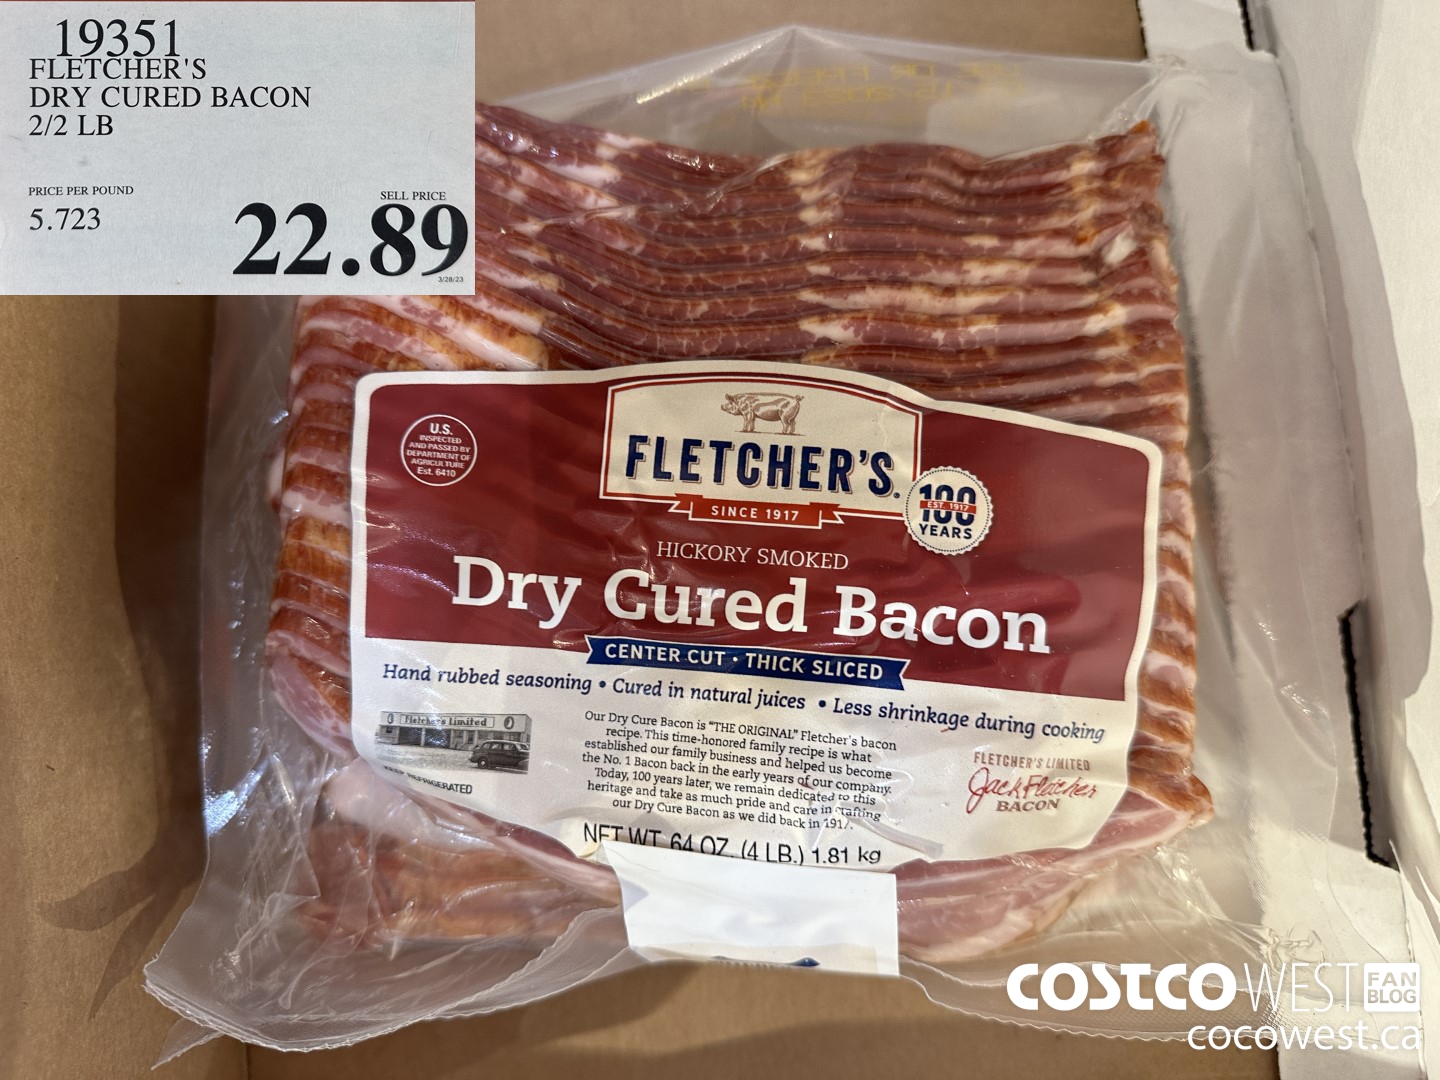 19351
FLETCHER'S
DRY CURED BACON
2/2 LB
PRICE PER POUND
5.723
SELL PRICE
22.89
3/28/23
U.S.
INSPECTED
AND PASSED BY
DEPARTMENT OF
AGRICULTURE
Est. 6410
FLETCHER'S.
SINCE 1917
100
EST. 1917
YEARS
HICKORY SMOKED
Dry Cured Bacon
CENTER CUT • THICK SLICED
Hand rubbed seasoning • Cured in natural juices • Less shrinkage during cooking
Fletcher's Limited
KEEP REFRIGERATED
Our Dry Cure Bacon is "THE ORIGINAL" Fletcher's bacon
recipe. This time-honored family recipe is what
established our family business and helped us become
the No. 1 Bacon back in the early years of our company.
Today, 100 years later, we remain dedicated to this
heritage and take as much pride and care in crafting
our Dry Cure Bacon as we did back in 1917.
FLETCHER'S LIMITED
Jack Fletcher
BACON
NET WT. 64 OZ. (4 LB.) 1.81 kg
COSTCO WEST FAN
BLOG
cocowest.ca